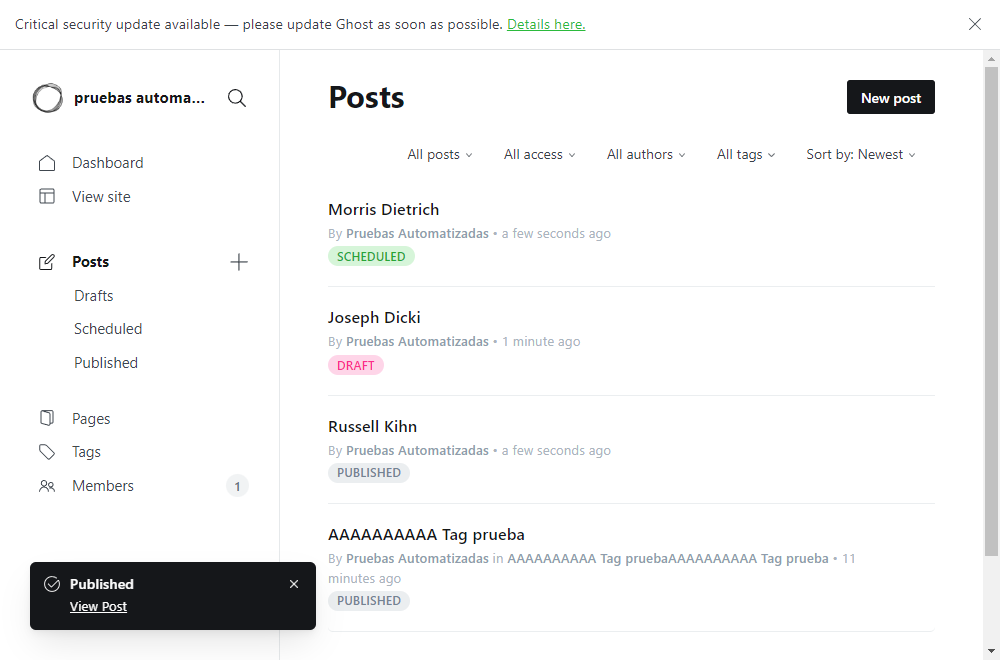 Critical security update available — please update Ghost as soon as possible. Details here.
pruebas automa...
Dashboard
View site
Posts
Drafts
Scheduled
Published
Pages
Tags
Members 1
Published
View Post
Posts
New post
All posts All access All authors All tags Sort by: Newest
Morris Dietrich
By Pruebas Automatizadas • a few seconds ago
SCHEDULED
Joseph Dicki
By Pruebas Automatizadas • 1 minute ago
DRAFT
Russell Kihn
By Pruebas Automatizadas • a few seconds ago
PUBLISHED
AAAAAAAAAA Tag prueba
By Pruebas Automatizadas in AAAAAAAAAA Tag pruebaAAAAAAAAAA Tag prueba • 11
minutes ago
PUBLISHED